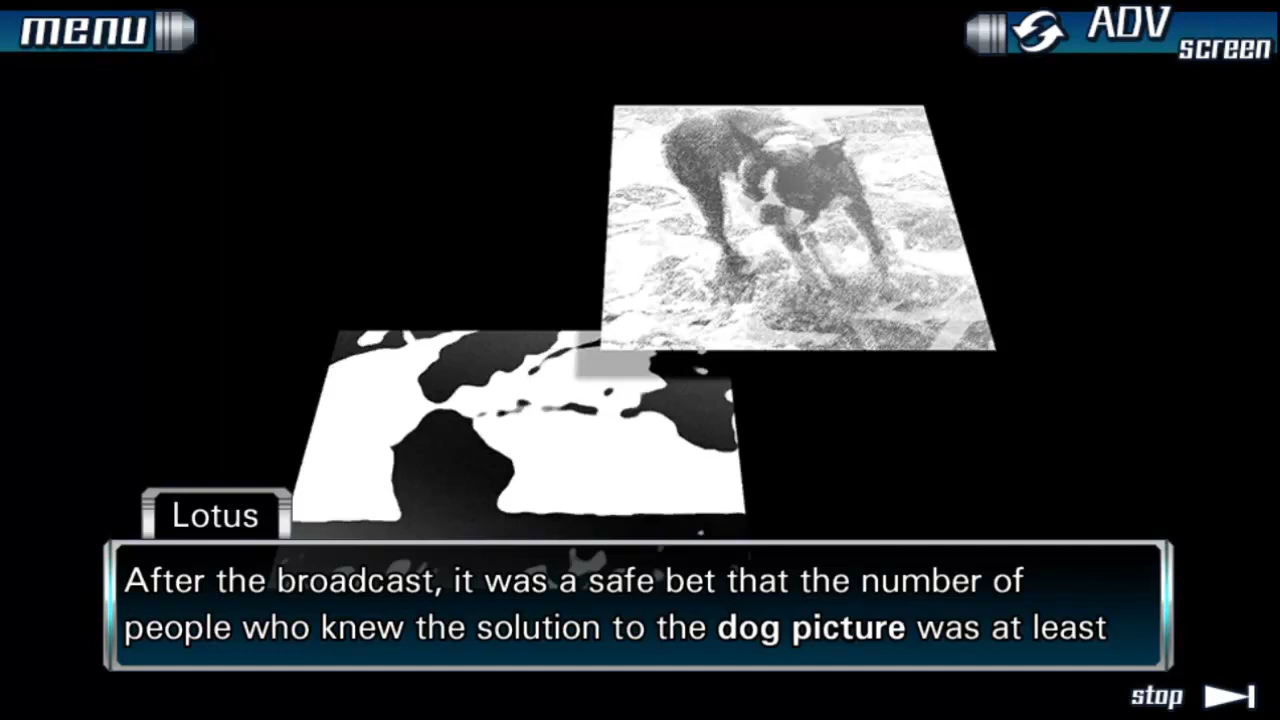 menu
ADV
screen
Lotus
After the broadcast, it was a safe bet that the number of
people who knew the solution to the dog picture was at least
stop